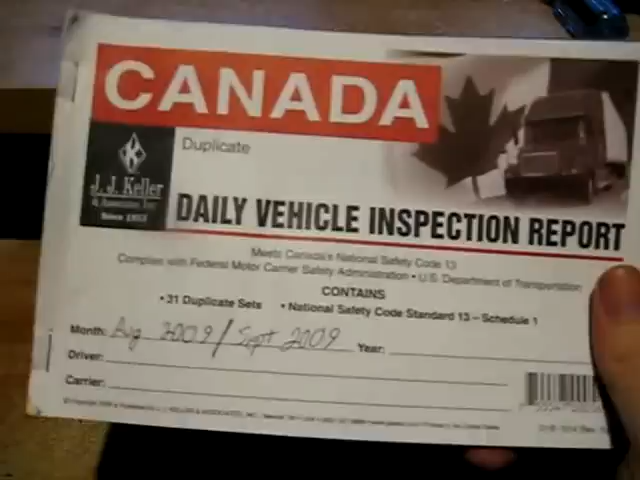 CANADA
Duplicate
J. J. Keller
& Associates, Inc.
Since 1953
DAILY VEHICLE INSPECTION REPORT
Meets Canada's National Safety Code 13
Complies with Federal Motor Carrier Safety Administration • U.S. Department of Transportation
CONTAINS
• 31 Duplicate Sets • National Safety Code Standard 13 – Schedule 1
Month: Aug 2009 / Sept 2009 Year:
Driver:
Carrier: